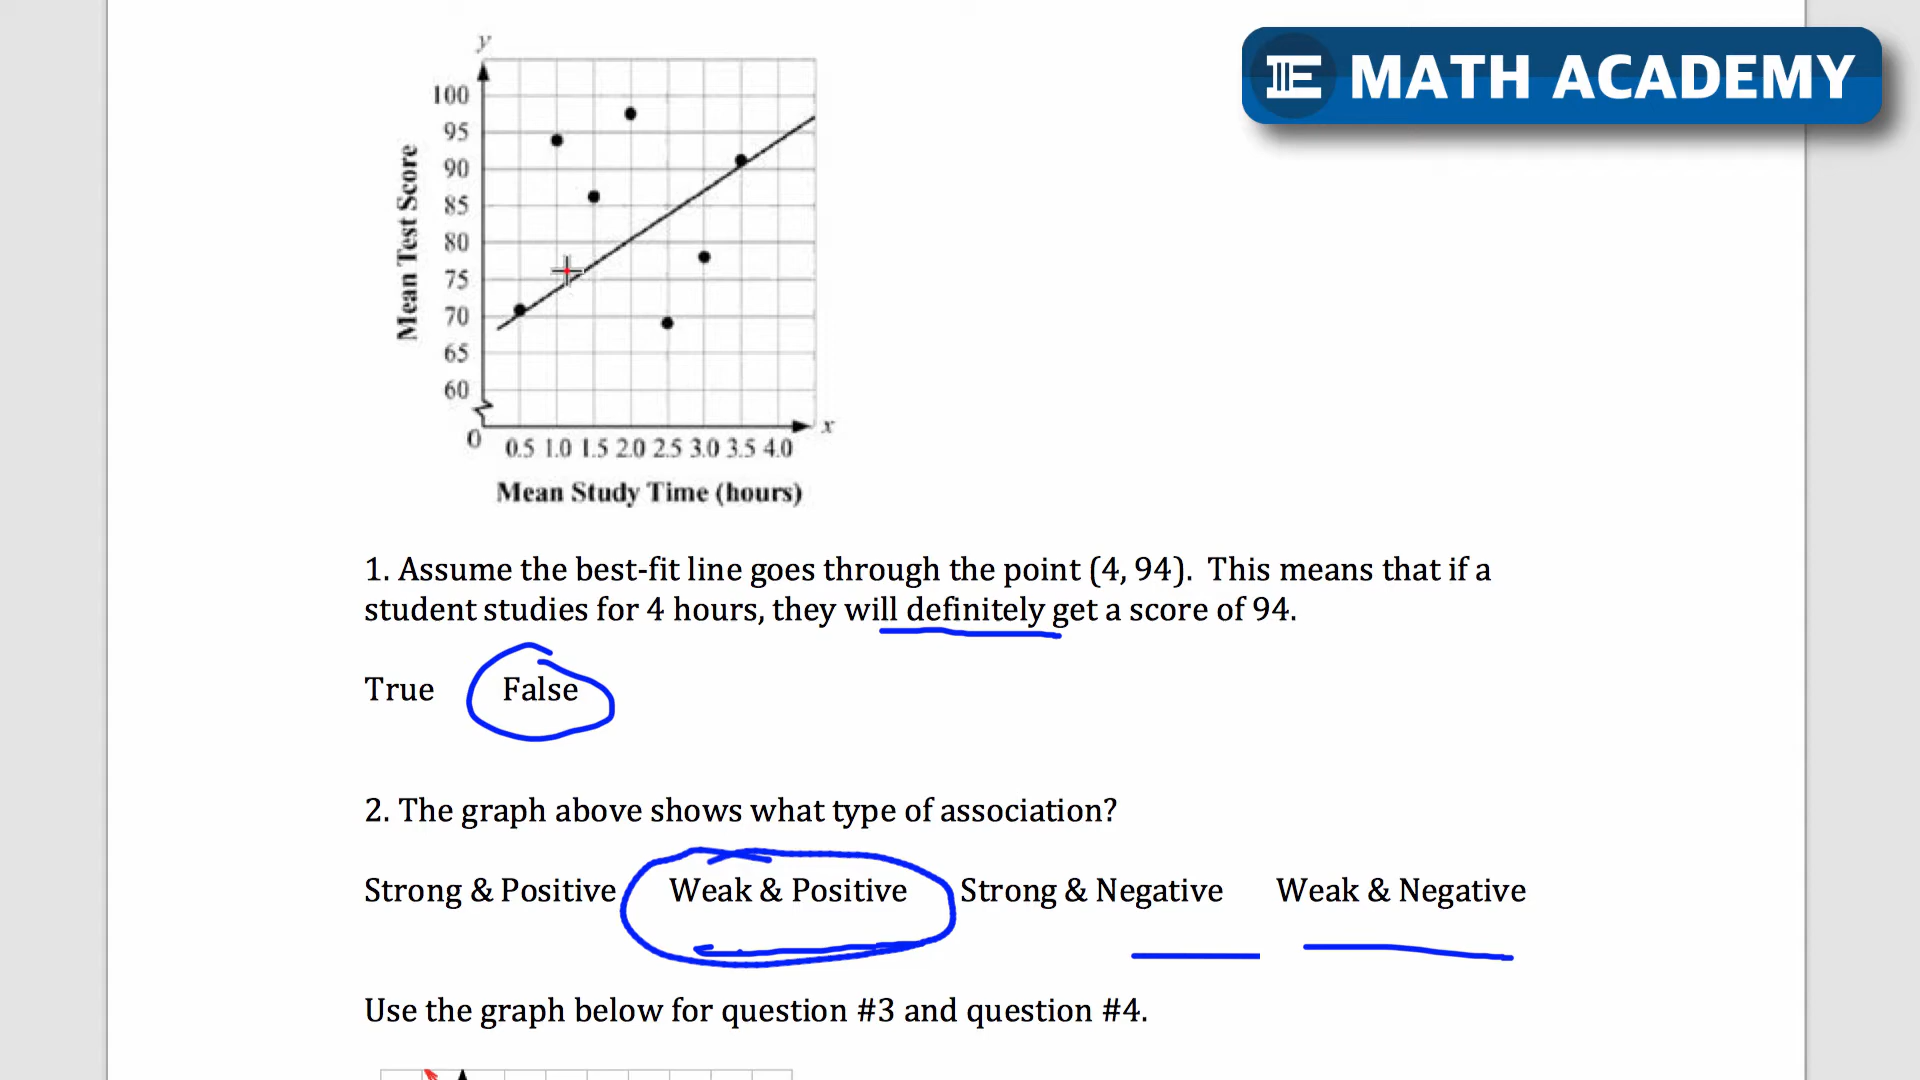 MATH ACADEMY
y
100
95
90
85
80
75
70
65
60
0
Mean Test Score
x
0.5 1.0 1.5 2.0 2.5 3.0 3.5 4.0
Mean Study Time (hours)
1. Assume the best-fit line goes through the point (4, 94). This means that if a
student studies for 4 hours, they will definitely get a score of 94.
True False
2. The graph above shows what type of association?
Strong & Positive Weak & Positive Strong & Negative Weak & Negative
Use the graph below for question #3 and question #4.